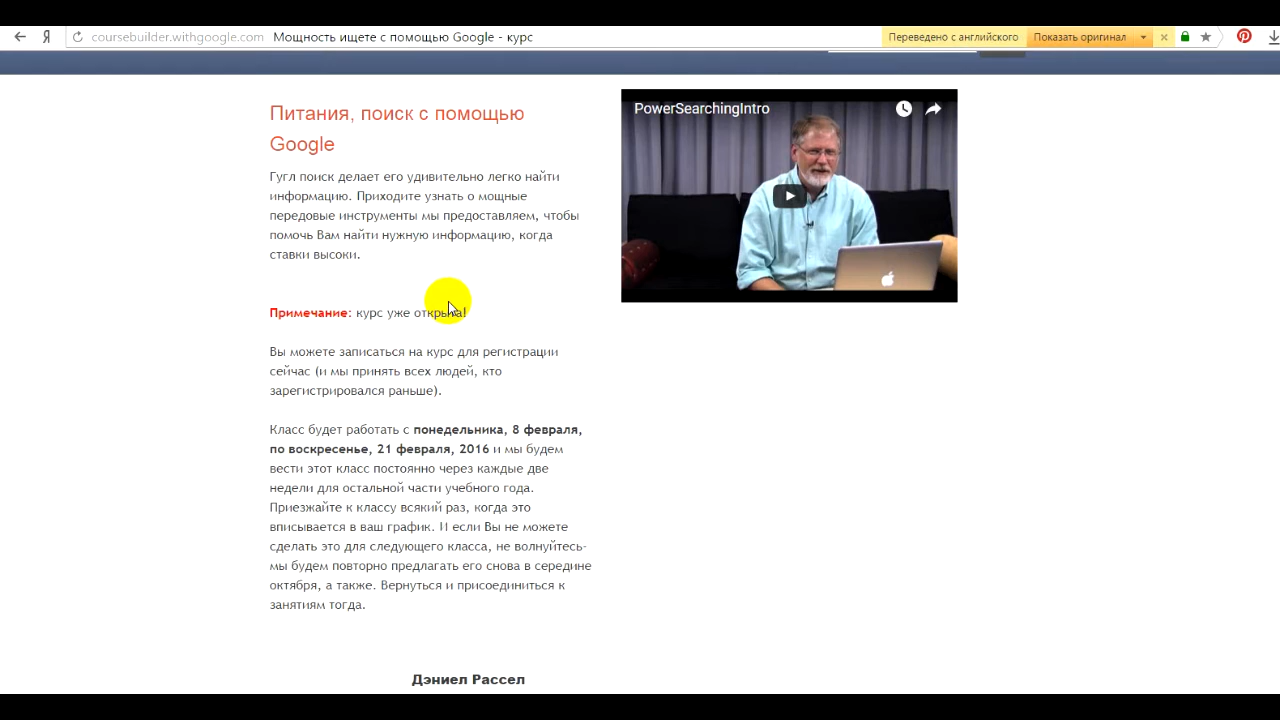 Я
coursebuilder.withgoogle.com Мощность ищете с помощью Google - курс
Переведено с английского
Показать оригинал
Питания, поиск с помощью
Google
Гугл поиск делает его удивительно легко найти
информацию. Приходите узнать о мощные
передовые инструменты мы предоставляем, чтобы
помочь Вам найти нужную информацию, когда
ставки высоки.
PowerSearchingIntro
Примечание: курс уже открыла!
Вы можете записаться на курс для регистрации
сейчас (и мы принять всех людей, кто
зарегистрировался раньше).
Класс будет работать с понедельника, 8 февраля,
по воскресенье, 21 февраля, 2016 и мы будем
вести этот класс постоянно через каждые две
недели для остальной части учебного года.
Приезжайте к классу всякий раз, когда это
вписывается в ваш график. И если Вы не можете
сделать это для следующего класса, не волнуйтесь-
мы будем повторно предлагать его снова в середине
октября, а также. Вернуться и присоединиться к
занятиям тогда.
Дэниел Рассел